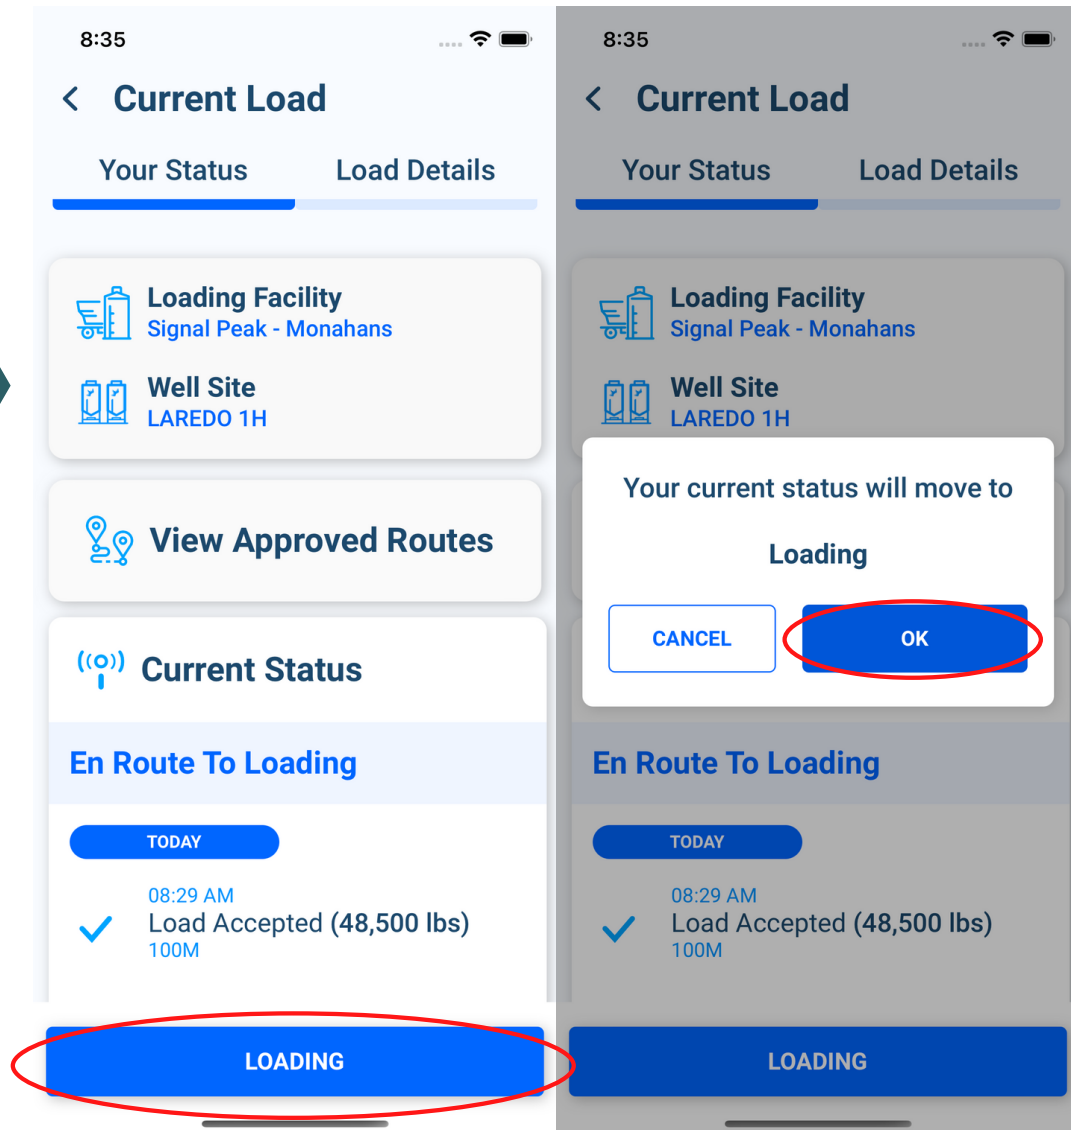 8:35
Current Load
Your Status Load Details
Loading Facility
Signal Peak - Monahans
Well Site
LAREDO 1H
View Approved Routes
Current Status
En Route To Loading
TODAY
08:29 AM
Load Accepted (48,500 lbs)
100M
LOADING
8:35
Current Load
Your Status Load Details
Loading Facility
Signal Peak - Monahans
Well Site
LAREDO 1H
Your current status will move to
Loading
CANCEL OK
En Route To Loading
TODAY
08:29 AM
Load Accepted (48,500 lbs)
100M
LOADING